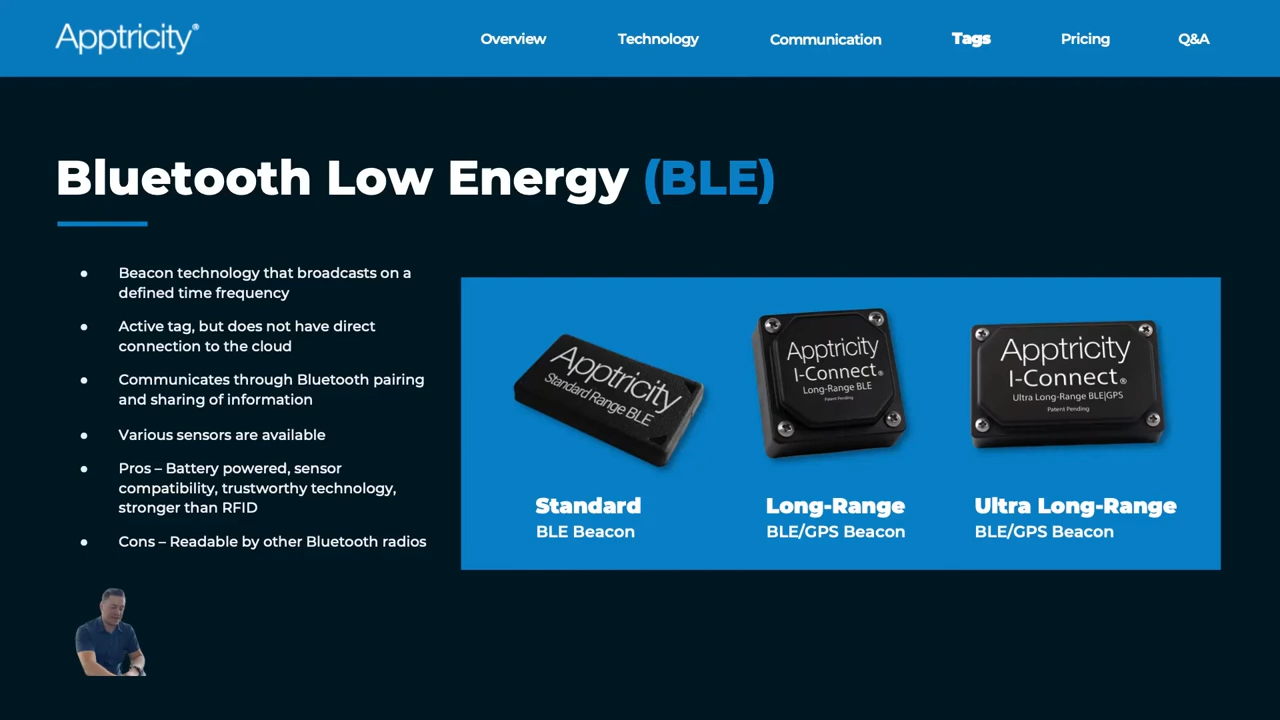 Apptricity®
Overview
Technology
Communication
Tags
Pricing
Q&A
Bluetooth Low Energy (BLE)
● Beacon technology that broadcasts on a
defined time frequency
● Active tag, but does not have direct
connection to the cloud
● Communicates through Bluetooth pairing
and sharing of information
● Various sensors are available
● Pros – Battery powered, sensor
compatibility, trustworthy technology,
stronger than RFID
● Cons – Readable by other Bluetooth radios
Apptricity
Standard Range BLE
Standard
BLE Beacon
Apptricity
I-Connect®
Long-Range BLE
Patent Pending
Long-Range
BLE/GPS Beacon
Apptricity
I-Connect®
Ultra Long-Range BLE|GPS
Patent Pending
Ultra Long-Range
BLE/GPS Beacon